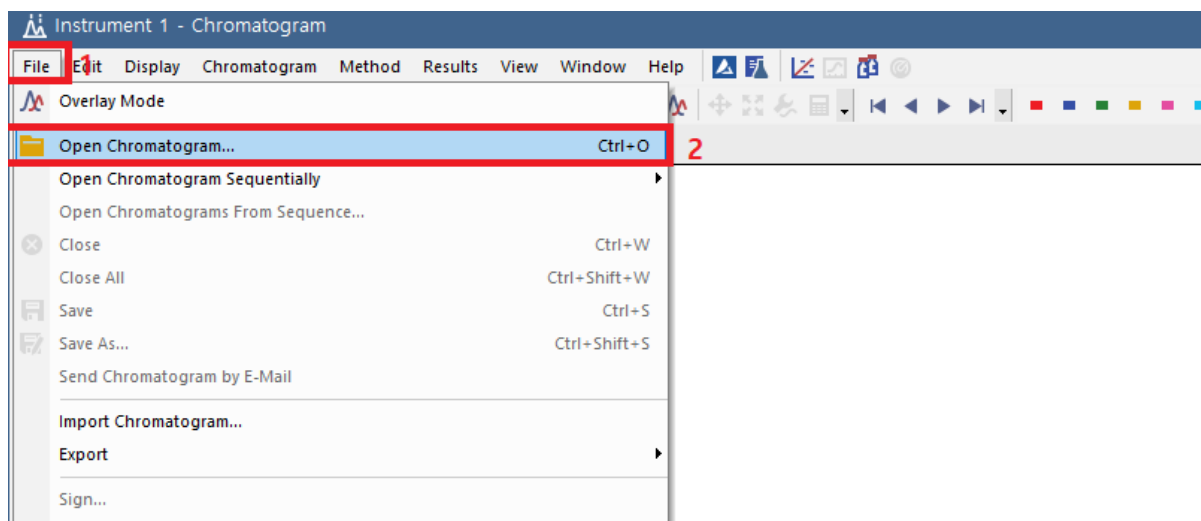 Instrument 1 - Chromatogram
File 1 Edit Display Chromatogram Method Results View Window Help
Overlay Mode
Open Chromatogram... Ctrl+O 2
Open Chromatogram Sequentially
Open Chromatograms From Sequence...
Close Ctrl+W
Close All Ctrl+Shift+W
Save Ctrl+S
Save As... Ctrl+Shift+S
Send Chromatogram by E-Mail
Import Chromatogram...
Export
Sign...